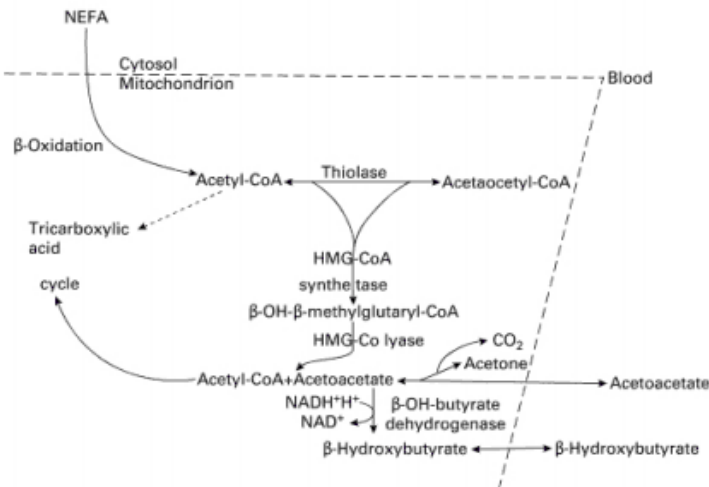 NEFA
Cytosol
Mitochondrion
Blood
β-Oxidation
Acetyl-CoA
Thiolase
Acetaocetyl-CoA
Tricarboxylic
acid
cycle
HMG-CoA
synthe tase
β-OH-β-methylglutaryl-CoA
HMG-Co lyase
CO₂
Acetone
Acetyl-CoA+Acetoacetate
Acetoacetate
NADH⁺H⁺
NAD⁺
β-OH-butyrate
dehydrogenase
β-Hydroxybutyrate
β-Hydroxybutyrate